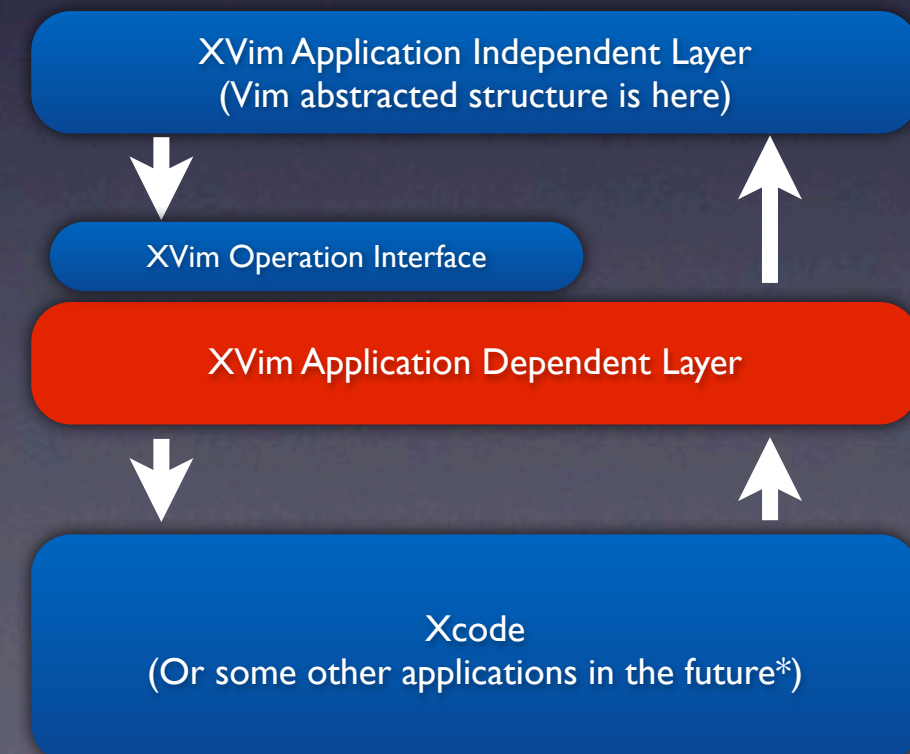 XVim Application Independent Layer
(Vim abstracted structure is here)
XVim Operation Interface
XVim Application Dependent Layer
Xcode
(Or some other applications in the future*)